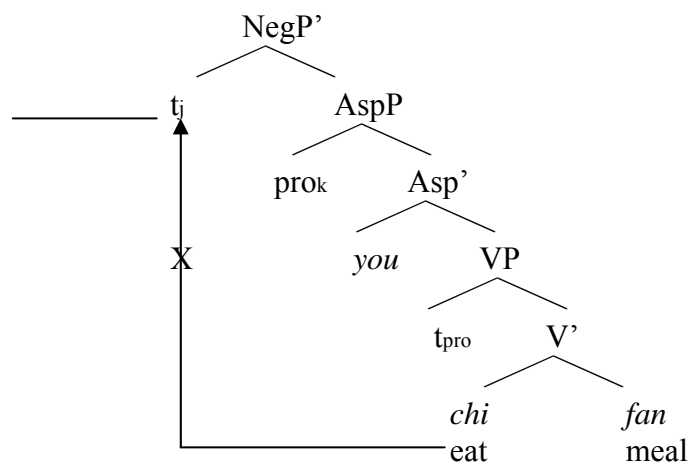 NegP’
tj AspP
prok Asp’
X you VP
tpro V’
chi fan
eat meal